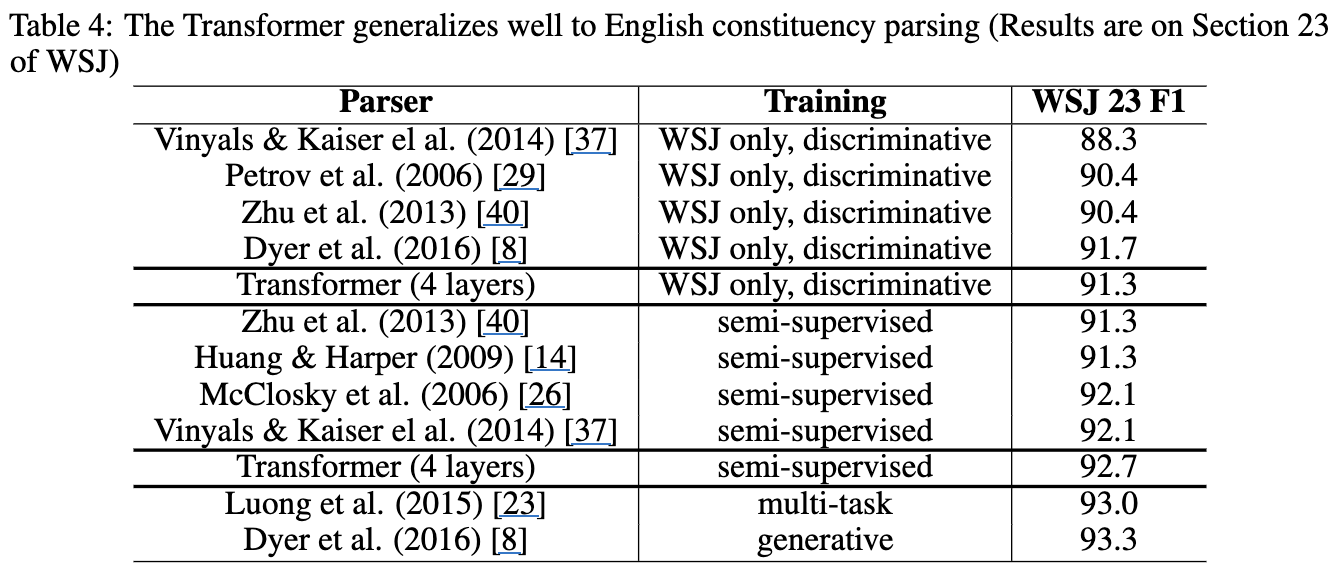 Table 4: The Transformer generalizes well to English constituency parsing (Results are on Section 23
of WSJ)
Parser Training WSJ 23 F1
Vinyals & Kaiser el al. (2014) [37] WSJ only, discriminative 88.3
Petrov et al. (2006) [29] WSJ only, discriminative 90.4
Zhu et al. (2013) [40] WSJ only, discriminative 90.4
Dyer et al. (2016) [8] WSJ only, discriminative 91.7
Transformer (4 layers) WSJ only, discriminative 91.3
Zhu et al. (2013) [40] semi-supervised 91.3
Huang & Harper (2009) [14] semi-supervised 91.3
McClosky et al. (2006) [26] semi-supervised 92.1
Vinyals & Kaiser el al. (2014) [37] semi-supervised 92.1
Transformer (4 layers) semi-supervised 92.7
Luong et al. (2015) [23] multi-task 93.0
Dyer et al. (2016) [8] generative 93.3